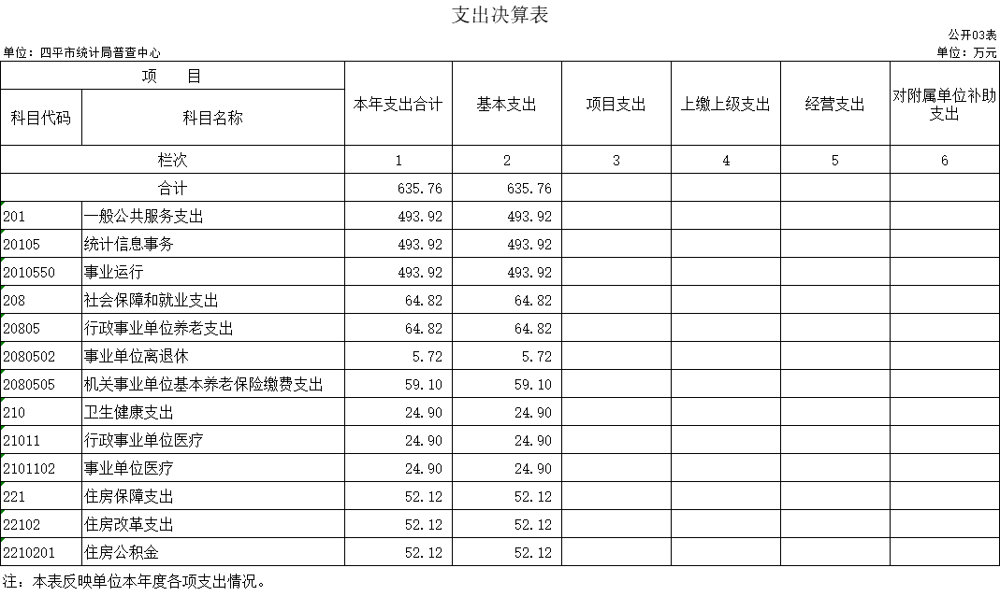 支出决算表
公开03表
单位：四平市统计局普查中心 单位：万元
项 目 本年支出合计 基本支出 项目支出 上缴上级支出 经营支出 对附属单位补助支出
科目代码 科目名称
栏次 1 2 3 4 5 6
合计 635.76 635.76
201 一般公共服务支出 493.92 493.92
20105 统计信息事务 493.92 493.92
2010550 事业运行 493.92 493.92
208 社会保障和就业支出 64.82 64.82
20805 行政事业单位养老支出 64.82 64.82
2080502 事业单位离退休 5.72 5.72
2080505 机关事业单位基本养老保险缴费支出 59.10 59.10
210 卫生健康支出 24.90 24.90
21011 行政事业单位医疗 24.90 24.90
2101102 事业单位医疗 24.90 24.90
221 住房保障支出 52.12 52.12
22102 住房改革支出 52.12 52.12
2210201 住房公积金 52.12 52.12
注：本表反映单位本年度各项支出情况。